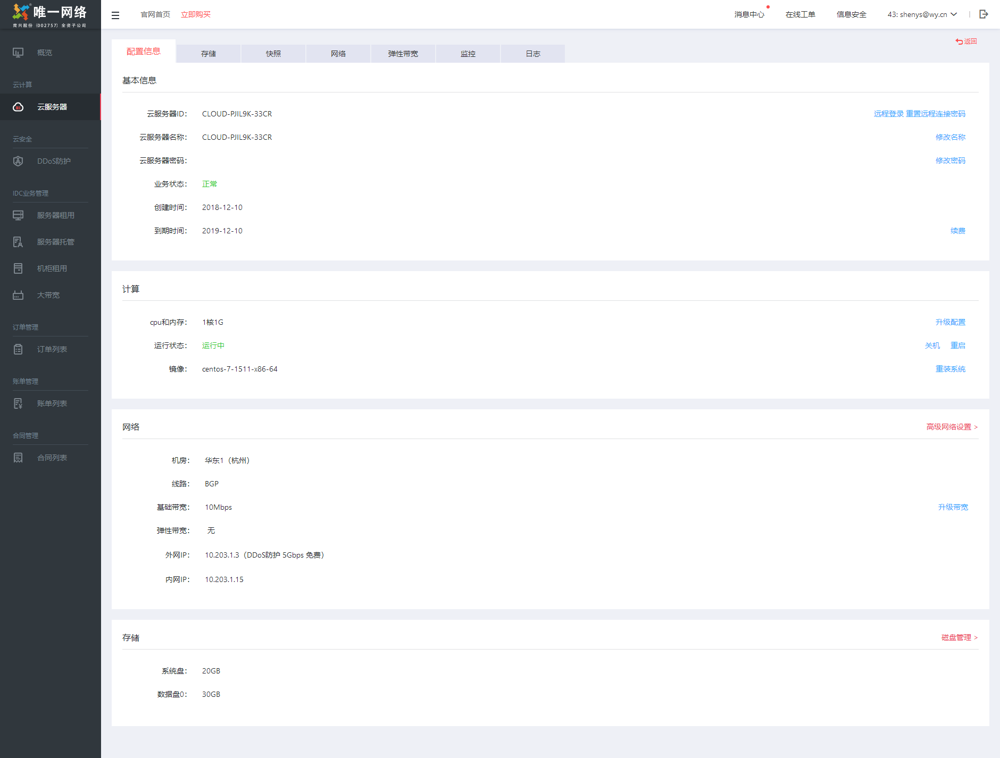 唯一网络
南兴股份（002757）全资子公司
官网首页 立即购买
消息中心 在线工单 信息安全 43: shenys@wy.cn
返回
概览
云计算
云服务器
云安全
DDoS防护
IDC业务管理
服务器租用
服务器托管
机柜租用
大带宽
订单管理
订单列表
账单管理
账单列表
合同管理
合同列表
配置信息 存储 快照 网络 弹性带宽 监控 日志
基本信息
云服务器ID： CLOUD-PJIL9K-33CR 远程登录 重置远程连接密码
云服务器名称： CLOUD-PJIL9K-33CR 修改名称
云服务器密码： 修改密码
业务状态： 正常
创建时间： 2018-12-10
到期时间： 2019-12-10 续费
计算
cpu和内存： 1核1G 升级配置
运行状态： 运行中 关机 重启
镜像： centos-7-1511-x86-64 重装系统
网络 高级网络设置 >
机房： 华东1（杭州）
线路： BGP
基础带宽： 10Mbps 升级带宽
弹性带宽： 无
外网IP： 10.203.1.3（DDoS防护 5Gbps 免费）
内网IP： 10.203.1.15
存储 磁盘管理 >
系统盘： 20GB
数据盘0： 30GB